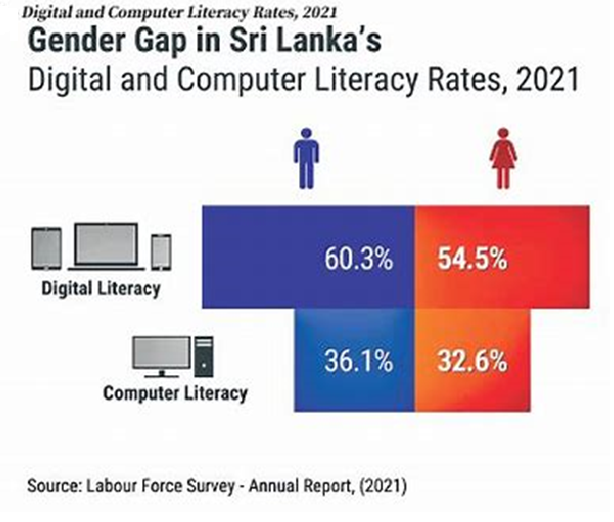 Digital and Computer Literacy Rates, 2021
Gender Gap in Sri Lanka's
Digital and Computer Literacy Rates, 2021
60.3% 54.5%
Digital Literacy
36.1% 32.6%
Computer Literacy
Source: Labour Force Survey - Annual Report, (2021)